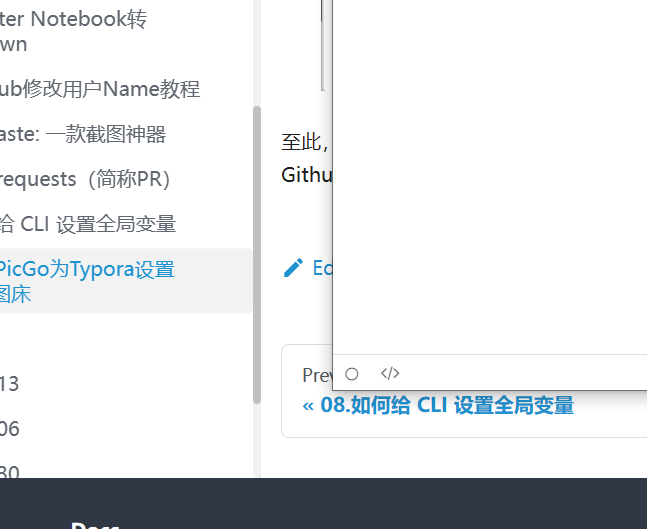 ter Notebook转
wn
ub修改用户Name教程
aste: 一款截图神器
requests（简称PR）
给 CLI 设置全局变量
PicGo为Typora设置
图床
13
06
30
至此，
Githu
Ed
</>
Prev
« 08.如何给 CLI 设置全局变量
Docs